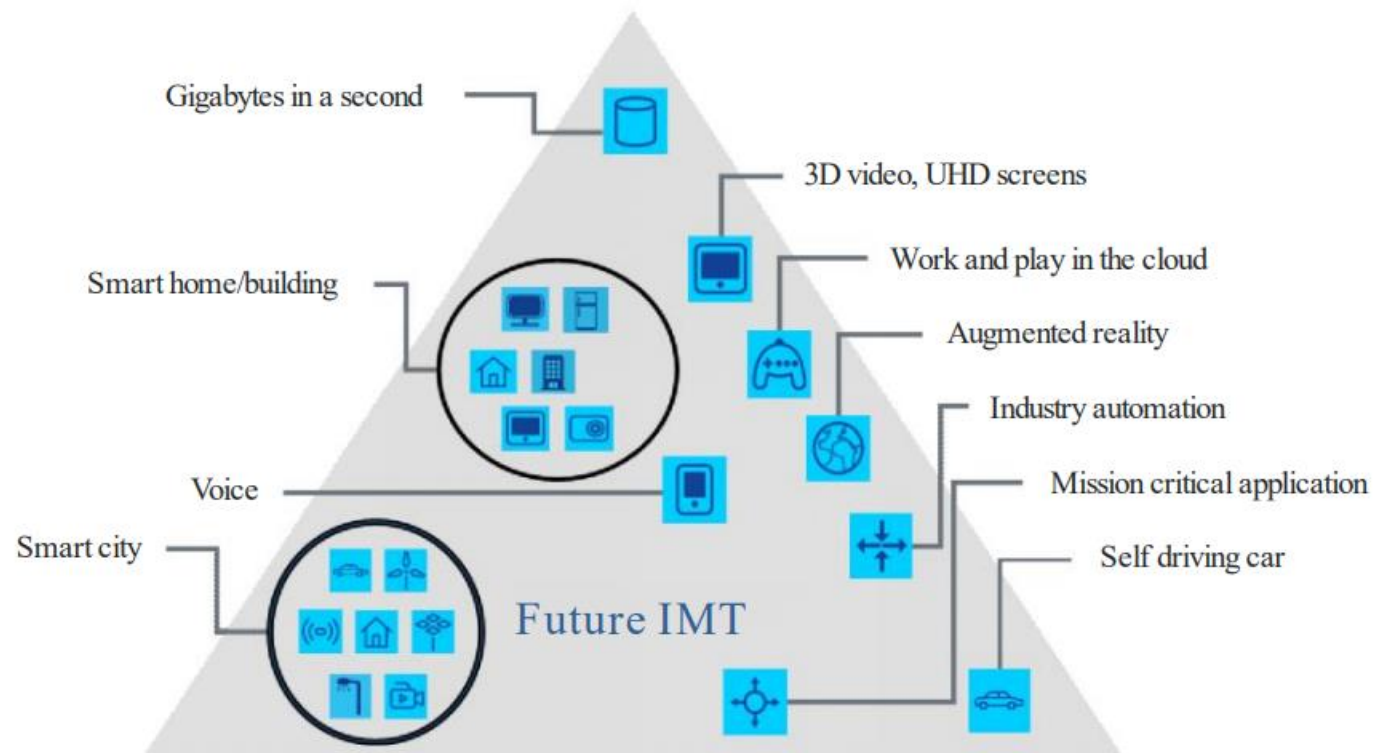 Gigabytes in a second
3D video, UHD screens
Work and play in the cloud
Smart home/building
Augmented reality
Industry automation
Mission critical application
Voice
Smart city
Self driving car
Future IMT